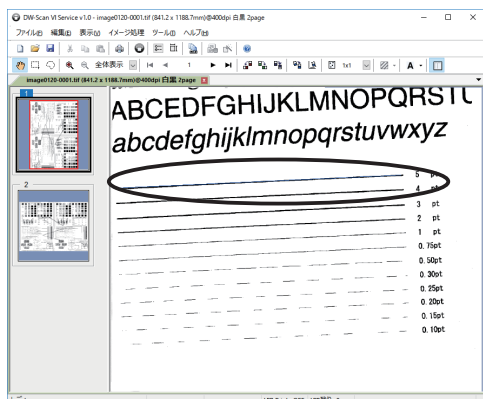 DW-Scan VI Service v1.0 - image0120-0001.tif (841.2 x 1188.7mm)@400dpi 白黒 2page
ファイル(F) 編集(E) 表示(V) イメージ処理 ツール(T) ヘルプ(H)
全体表示 1 1x1 A
image0120-0001.tif (841.2 x 1188.7mm)@400dpi 白黒 2page
1
2
ABCEDFGHIJKLMNOPQRSTU
abcdefghijklmnopqrstuvwxyz
5 pt
4 pt
3 pt
2 pt
1 pt
0.75pt
0.50pt
0.30pt
0.25pt
0.20pt
0.15pt
0.10pt